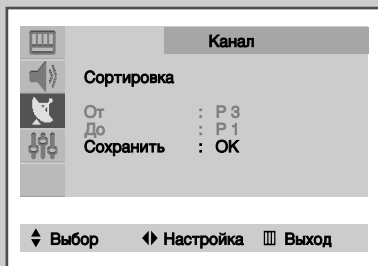 Канал
Сортировка
От : P 3
До : P 1
Сохранить : OK
Выбор Настройка Выход